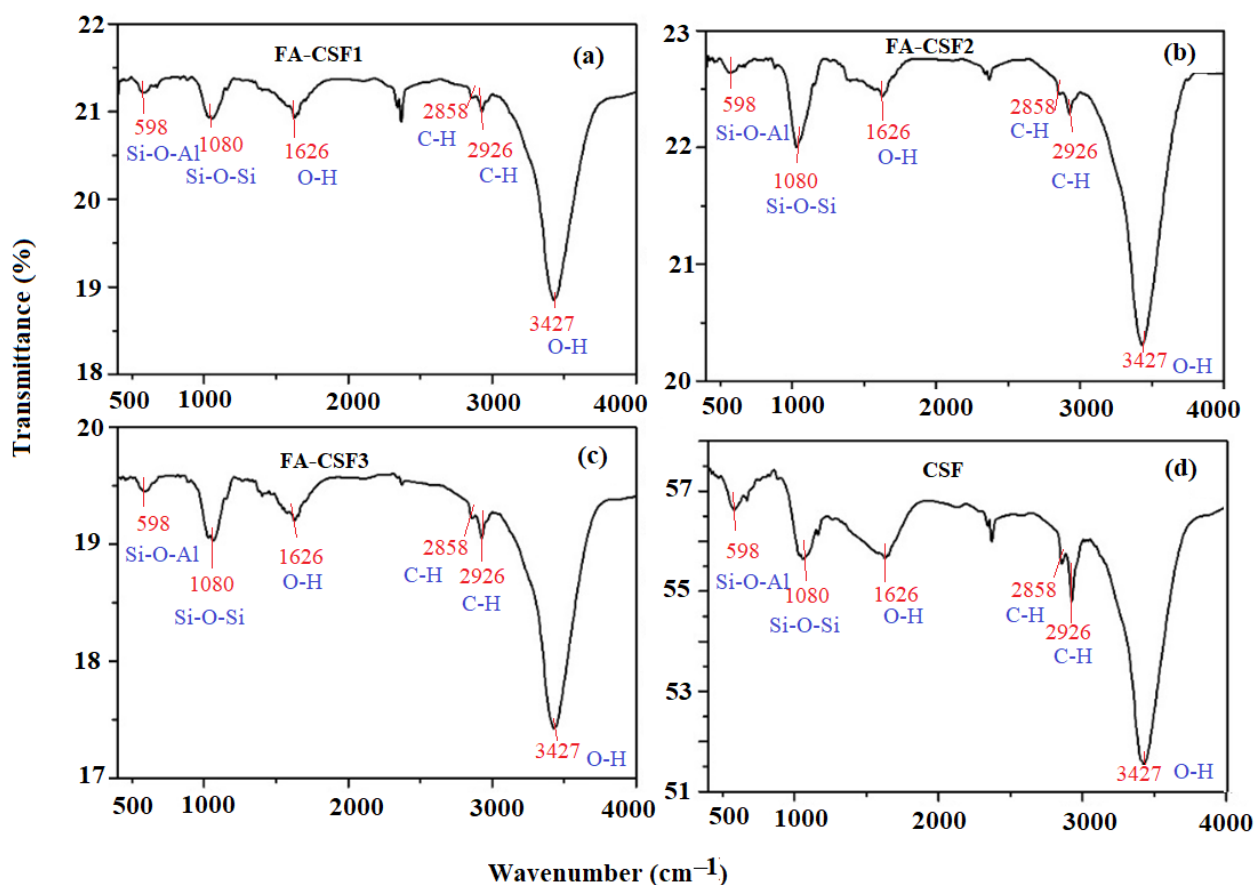 Transmittance (%)
22
21
20
19
18
FA-CSF1
(a)
598
Si-O-Al
1080
Si-O-Si
1626
O-H
2858
C-H
2926
C-H
3427
O-H
500 1000 2000 3000 4000
23
22
21
20
FA-CSF2
(b)
598
Si-O-Al
1080
Si-O-Si
1626
O-H
2858
C-H
2926
C-H
3427 O-H
500 1000 2000 3000 4000
20
19
18
17
FA-CSF3
(c)
598
Si-O-Al
1080
Si-O-Si
1626
O-H
2858
C-H
2926
C-H
3427 O-H
500 1000 2000 3000 4000
57
55
53
51
CSF
(d)
598
Si-O-Al
1080
Si-O-Si
1626
O-H
2858
C-H
2926
C-H
3427 O-H
500 1000 2000 3000 4000
Wavenumber (cm⁻¹)